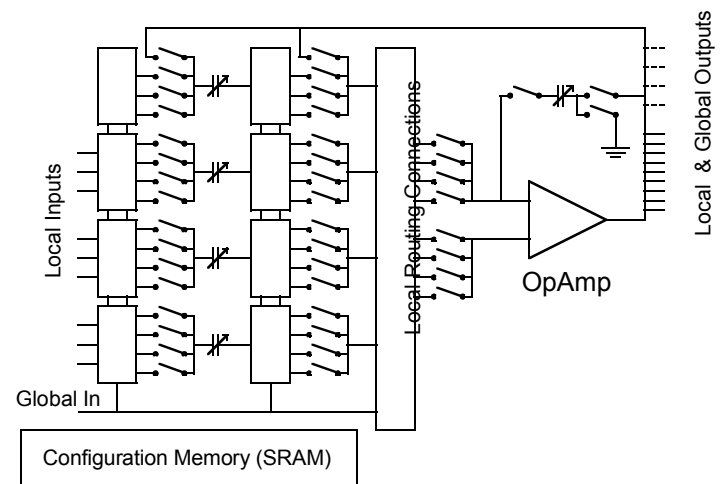 Local Inputs
Global In
Configuration Memory (SRAM)
Local Routing Connections
OpAmp
Local & Global Outputs